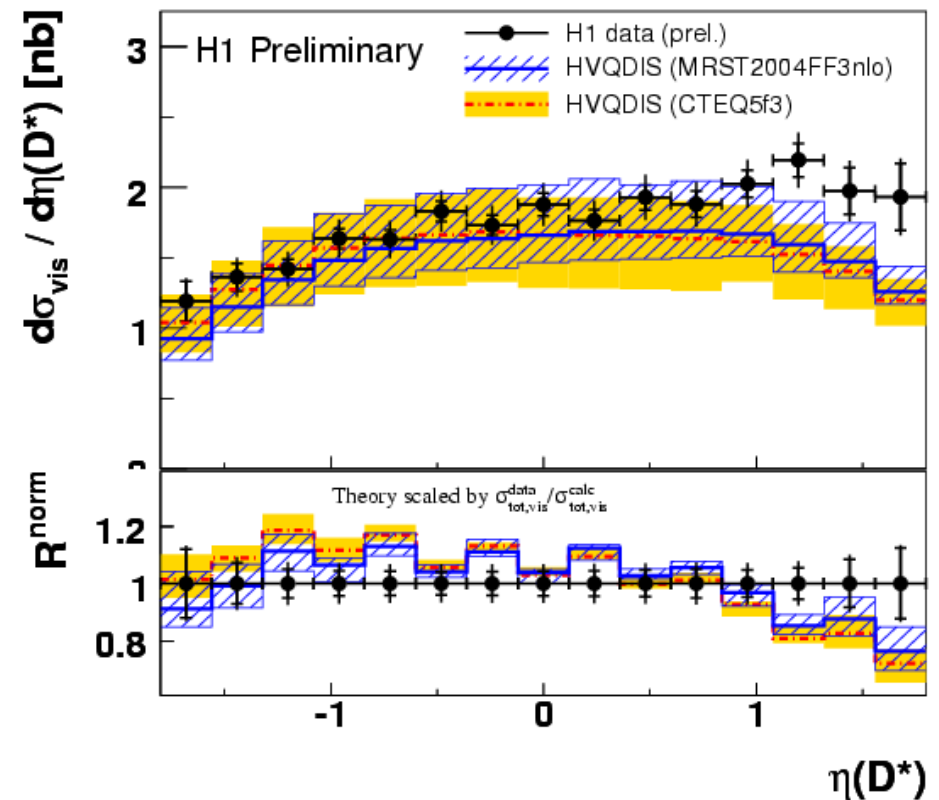 dσvis / dη(D*) [nb]
3
2
1
H1 Preliminary
H1 data (prel.)
HVQDIS (MRST2004FF3nlo)
HVQDIS (CTEQ5f3)
Rnorm
1.2
1
0.8
Theory scaled by σdatatot,vis/σcalctot,vis
-1 0 1
η(D*)